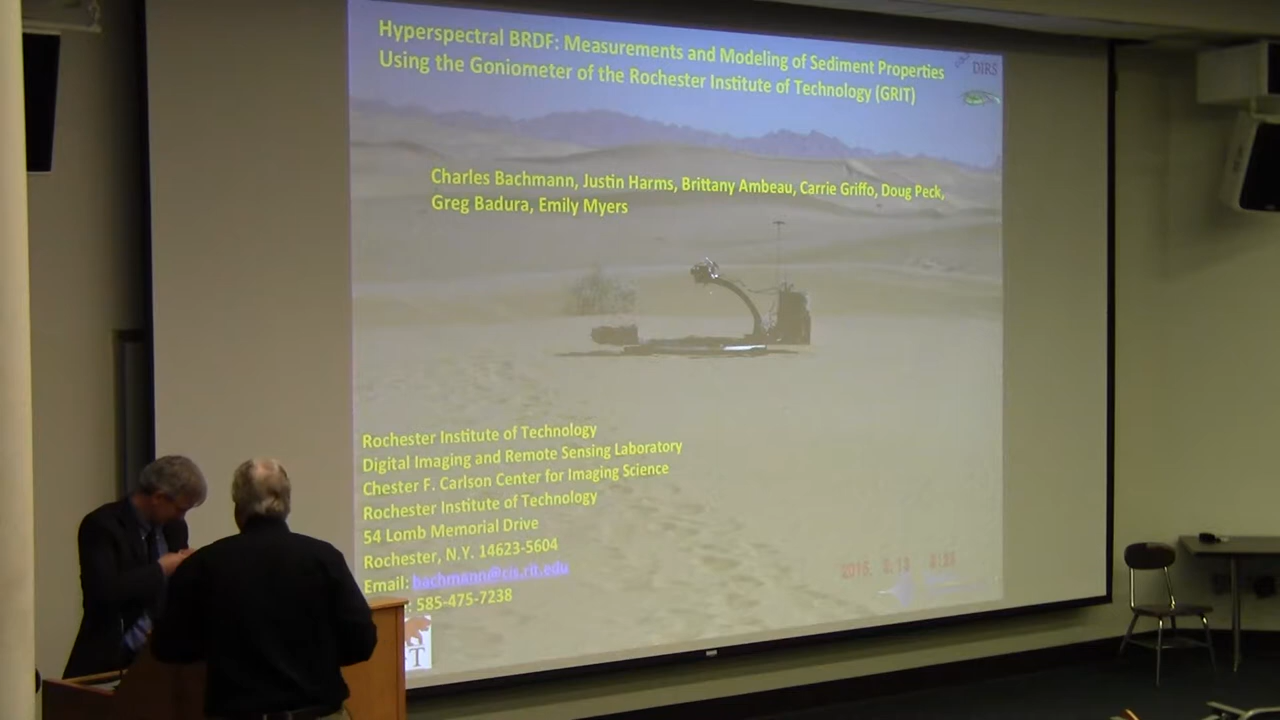 Hyperspectral BRDF: Measurements and Modeling of Sediment Properties
Using the Goniometer of the Rochester Institute of Technology (GRIT)
DIRS
Charles Bachmann, Justin Harms, Brittany Ambeau, Carrie Griffo, Doug Peck,
Greg Badura, Emily Myers
Rochester Institute of Technology
Digital Imaging and Remote Sensing Laboratory
Chester F. Carlson Center for Imaging Science
Rochester Institute of Technology
54 Lomb Memorial Drive
Rochester, N.Y. 14623-5604
Email: bachmann@cis.rit.edu
: 585-475-7238